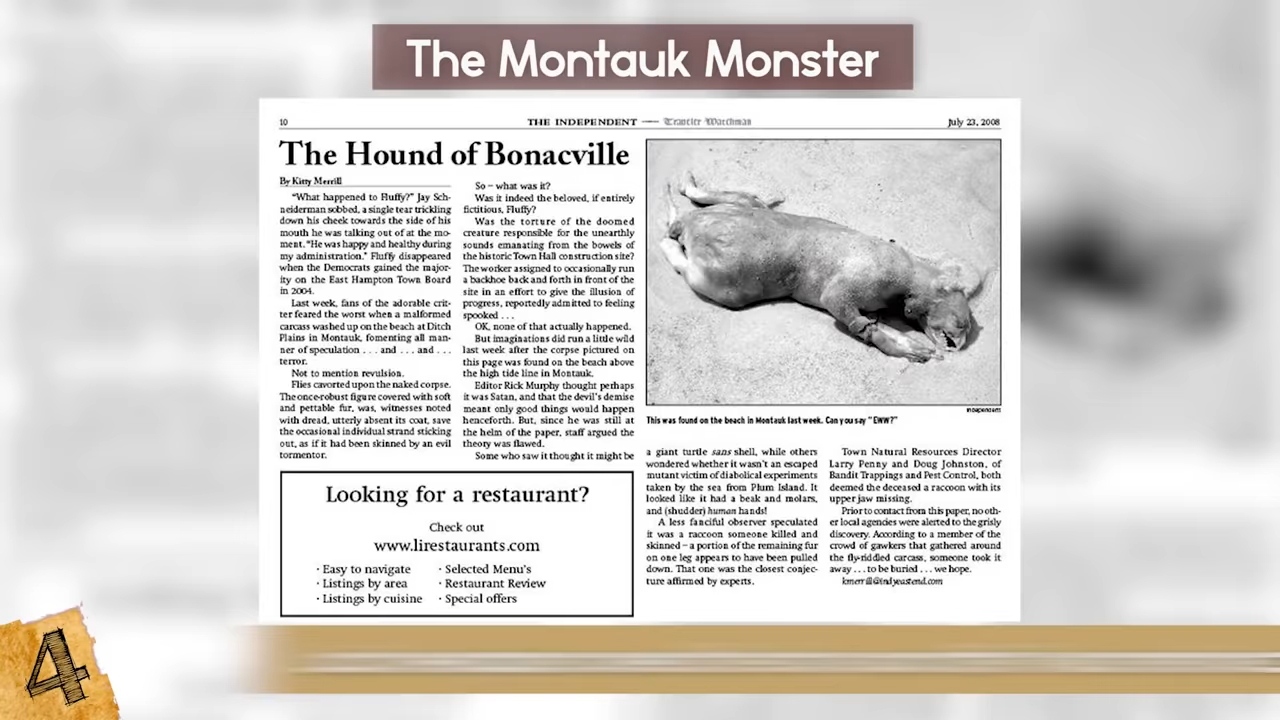 The Montauk Monster
10
THE INDEPENDENT — Traveler Watchman
July 23, 2008
The Hound of Bonacville
By Kitty Merrill
"What happened to Fluffy?" Jay Sch-
neiderman sobbed, a single tear trickling
down his cheek towards the side of his
mouth he was talking out of at the mo-
ment. "He was happy and healthy during
my administration." Fluffy disappeared
when the Democrats gained the major-
ity on the East Hampton Town Board
in 2004.
Last week, fans of the adorable crit-
ter feared the worst when a malformed
carcass washed up on the beach at Ditch
Plains in Montauk, fomenting all man-
ner of speculation . . . and . . . and . . .
terror.
Not to mention revulsion.
Flies cavorted upon the naked corpse.
The once-robust figure covered with soft
and pettable fur, was, witnesses noted
with dread, utterly absent its coat, save
the occasional individual strand sticking
out, as if it had been skinned by an evil
tormentor.
So – what was it?
Was it indeed the beloved, if entirely
fictitious, Fluffy?
Was the torture of the doomed
creature responsible for the unearthly
sounds emanating from the bowels of
the historic Town Hall construction site?
The worker assigned to occasionally run
a backhoe back and forth in front of the
site in an effort to give the illusion of
progress, reportedly admitted to feeling
spooked . . .
OK, none of that actually happened.
But imaginations did run a little wild
last week after the corpse pictured on
this page was found on the beach above
the high tide line in Montauk.
Editor Rick Murphy thought perhaps
it was Satan, and that the devil's demise
meant only good things would happen
henceforth. But, since he was still at
the helm of the paper, staff argued the
theory was flawed.
Some who saw it thought it might be
Independent
This was found on the beach in Montauk last week. Can you say "EWW?"
a giant turtle sans shell, while others
wondered whether it wasn't an escaped
mutant victim of diabolical experiments
taken by the sea from Plum Island. It
looked like it had a beak and molars,
and (shudder) human hands!
A less fanciful observer speculated
it was a raccoon someone killed and
skinned – a portion of the remaining fur
on one leg appears to have been pulled
down. That one was the closest conjec-
ture affirmed by experts.
Town Natural Resources Director
Larry Penny and Doug Johnston, of
Bandit Trappings and Pest Control, both
deemed the deceased a raccoon with its
upper jaw missing.
Prior to contact from this paper, no oth-
er local agencies were alerted to the grisly
discovery. According to a member of the
crowd of gawkers that gathered around
the fly-riddled carcass, someone took it
away . . . to be buried . . . we hope.
kmerrill@indyeastend.com
Looking for a restaurant?
Check out
www.lirestaurants.com
· Easy to navigate
· Listings by area
· Listings by cuisine
· Selected Menu's
· Restaurant Review
· Special offers
4